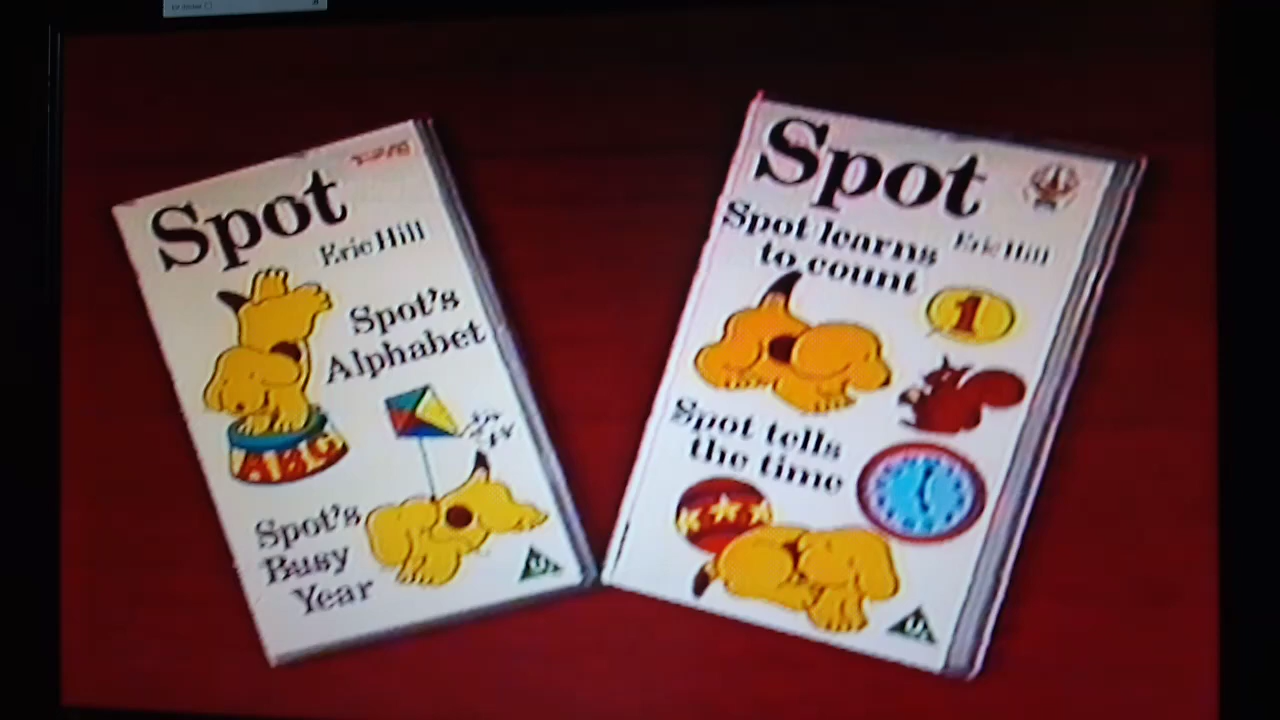 Spot
Eric Hill
Spot's
Alphabet
ABC
Spot's
Busy
Year
U
Spot
Spot learns
to count
Eric Hill
1
Spot tells
the time
U